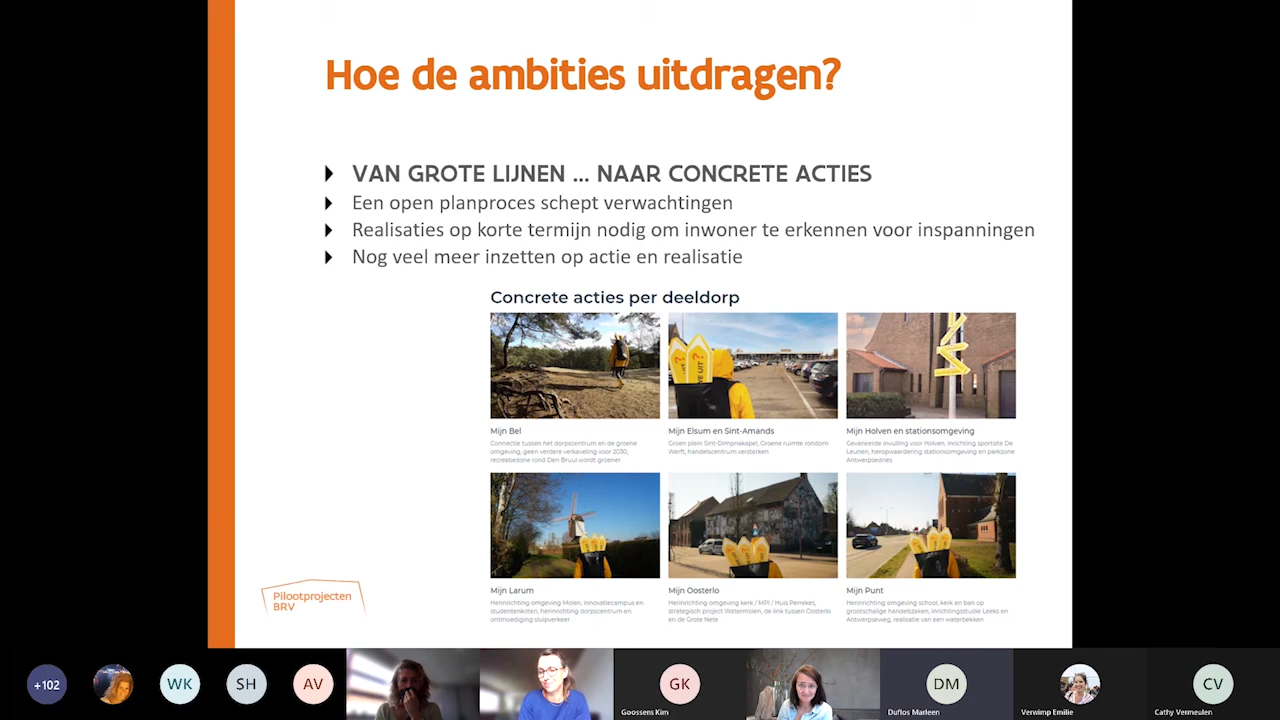 Hoe de ambities uitdragen?
VAN GROTE LIJNEN ... NAAR CONCRETE ACTIES
Een open planproces schept verwachtingen
Realisaties op korte termijn nodig om inwoner te erkennen voor inspanningen
Nog veel meer inzetten op actie en realisatie
Concrete acties per deeldorp
Mijn Bel
Connectie tussen het dorpscentrum en de groene
omgeving, geen verdere verkaveling voor 2030,
recreatiezone rond Den Bruul wordt groener
Mijn Elsum en Sint-Amands
Groen plein Sint-Dimpnakapel, Groene ruimte rondom
Werft, handelscentrum versterken
Mijn Holven en stationsomgeving
Gevarieerde invulling voor Holven, inrichting sportsite De
Leunen, heropwaardering stationsomgeving en parkzone
Antwerpsedries
Mijn Larum
Herinrichting omgeving Molen, innovatiecampus en
studentenkoten, herinrichting dorpscentrum en
ontmoediging sluipverkeer
Mijn Oosterlo
Herinrichting omgeving kerk / MPI / Huis Perrekes,
strategisch project Watermolen, de link tussen Oosterlo
en de Grote Nete
Mijn Punt
Herinrichting omgeving school, kerk en ban op
grootschalige handelszaken, inrichtingsstudie Leeks en
Antwerpseweg, realisatie van een waterbekken
Pilootprojecten
BRV
+102
WK
SH
AV
GK
Goossens Kim
DM
Duflos Marleen
Verwimp Emilie
CV
Cathy Vermeulen